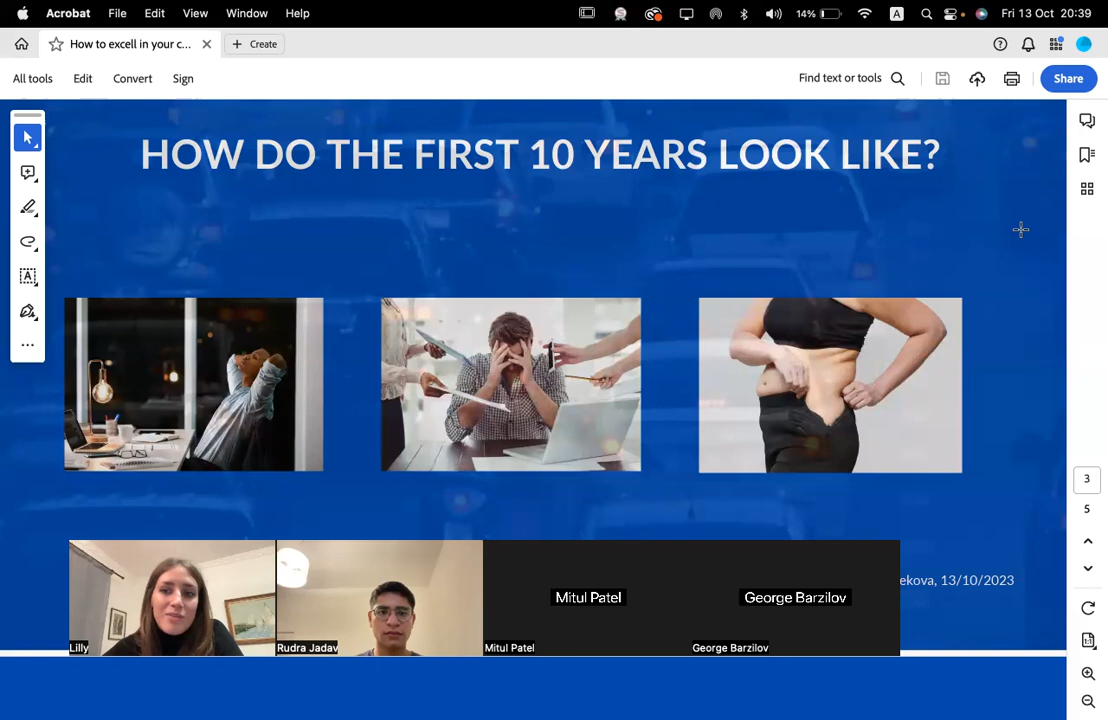 Acrobat File Edit View Window Help 14% A Fri 13 Oct 20:39
How to excell in your c... Create
All tools Edit Convert Sign Find text or tools Share
HOW DO THE FIRST 10 YEARS LOOK LIKE?
A
3
5
ekova, 13/10/2023
Mitul Patel George Barzilov
Lilly Rudra Jadav Mitul Patel George Barzilov
1:1